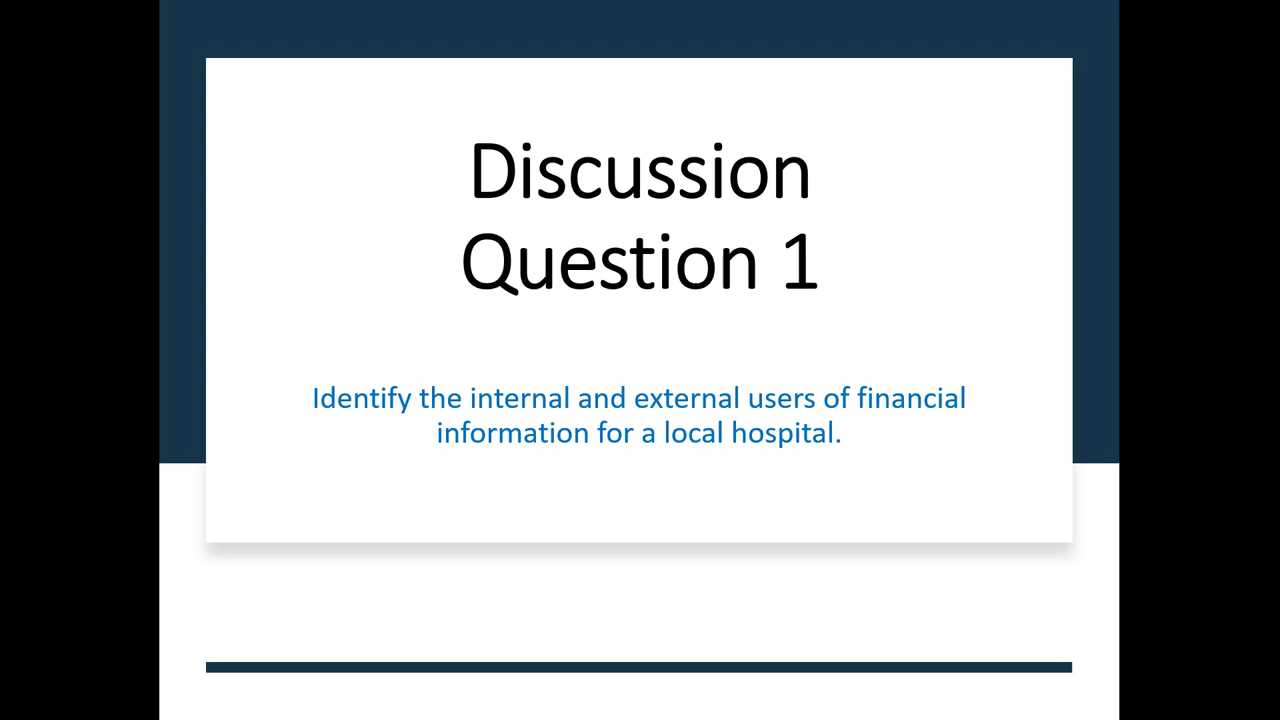 Discussion
Question 1
Identify the internal and external users of financial
information for a local hospital.